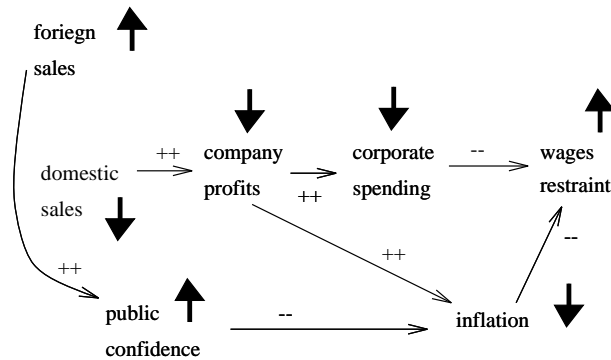 foriegn
sales
++
company
profits
++
corporate
spending
--
wages
restraint
domestic
sales
++
--
++
public
confidence
--
inflation